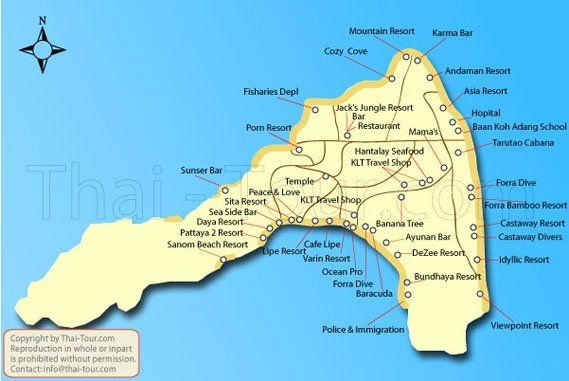 N
Mountain Resort
Karma Bar
Cozy Cove
Andaman Resort
Fisheries Depl
Asia Resort
Jack's Jungle Resort
Bar
Restaurant
Hopital
Baan Koh Adang School
Porn Resort
Mama's
Tarutao Cabana
Hantalay Seafood
KLT Travel Shop
Sunser Bar
Temple
Forra Dive
Peace & Love
Sita Resort
KLT Travel Shop
Forra Bamboo Resort
Sea Side Bar
Daya Resort
Banana Tree
Castaway Resort
Pattaya 2 Resort
Castaway Divers
Sanom Beach Resort
Cafe Lipe
Ayunan Bar
Lipe Resort
Varin Resort
DeZee Resort
Idyllic Resort
Ocean Pro
Forra Dive
Bundhaya Resort
Baracuda
Police & Immigration
Viewpoint Resort
Thai-Tour.com
Copyright by Thai-Tour.com
Reproduction in whole or inpart
is prohibited without permission.
Contact: info@thai-tour.com